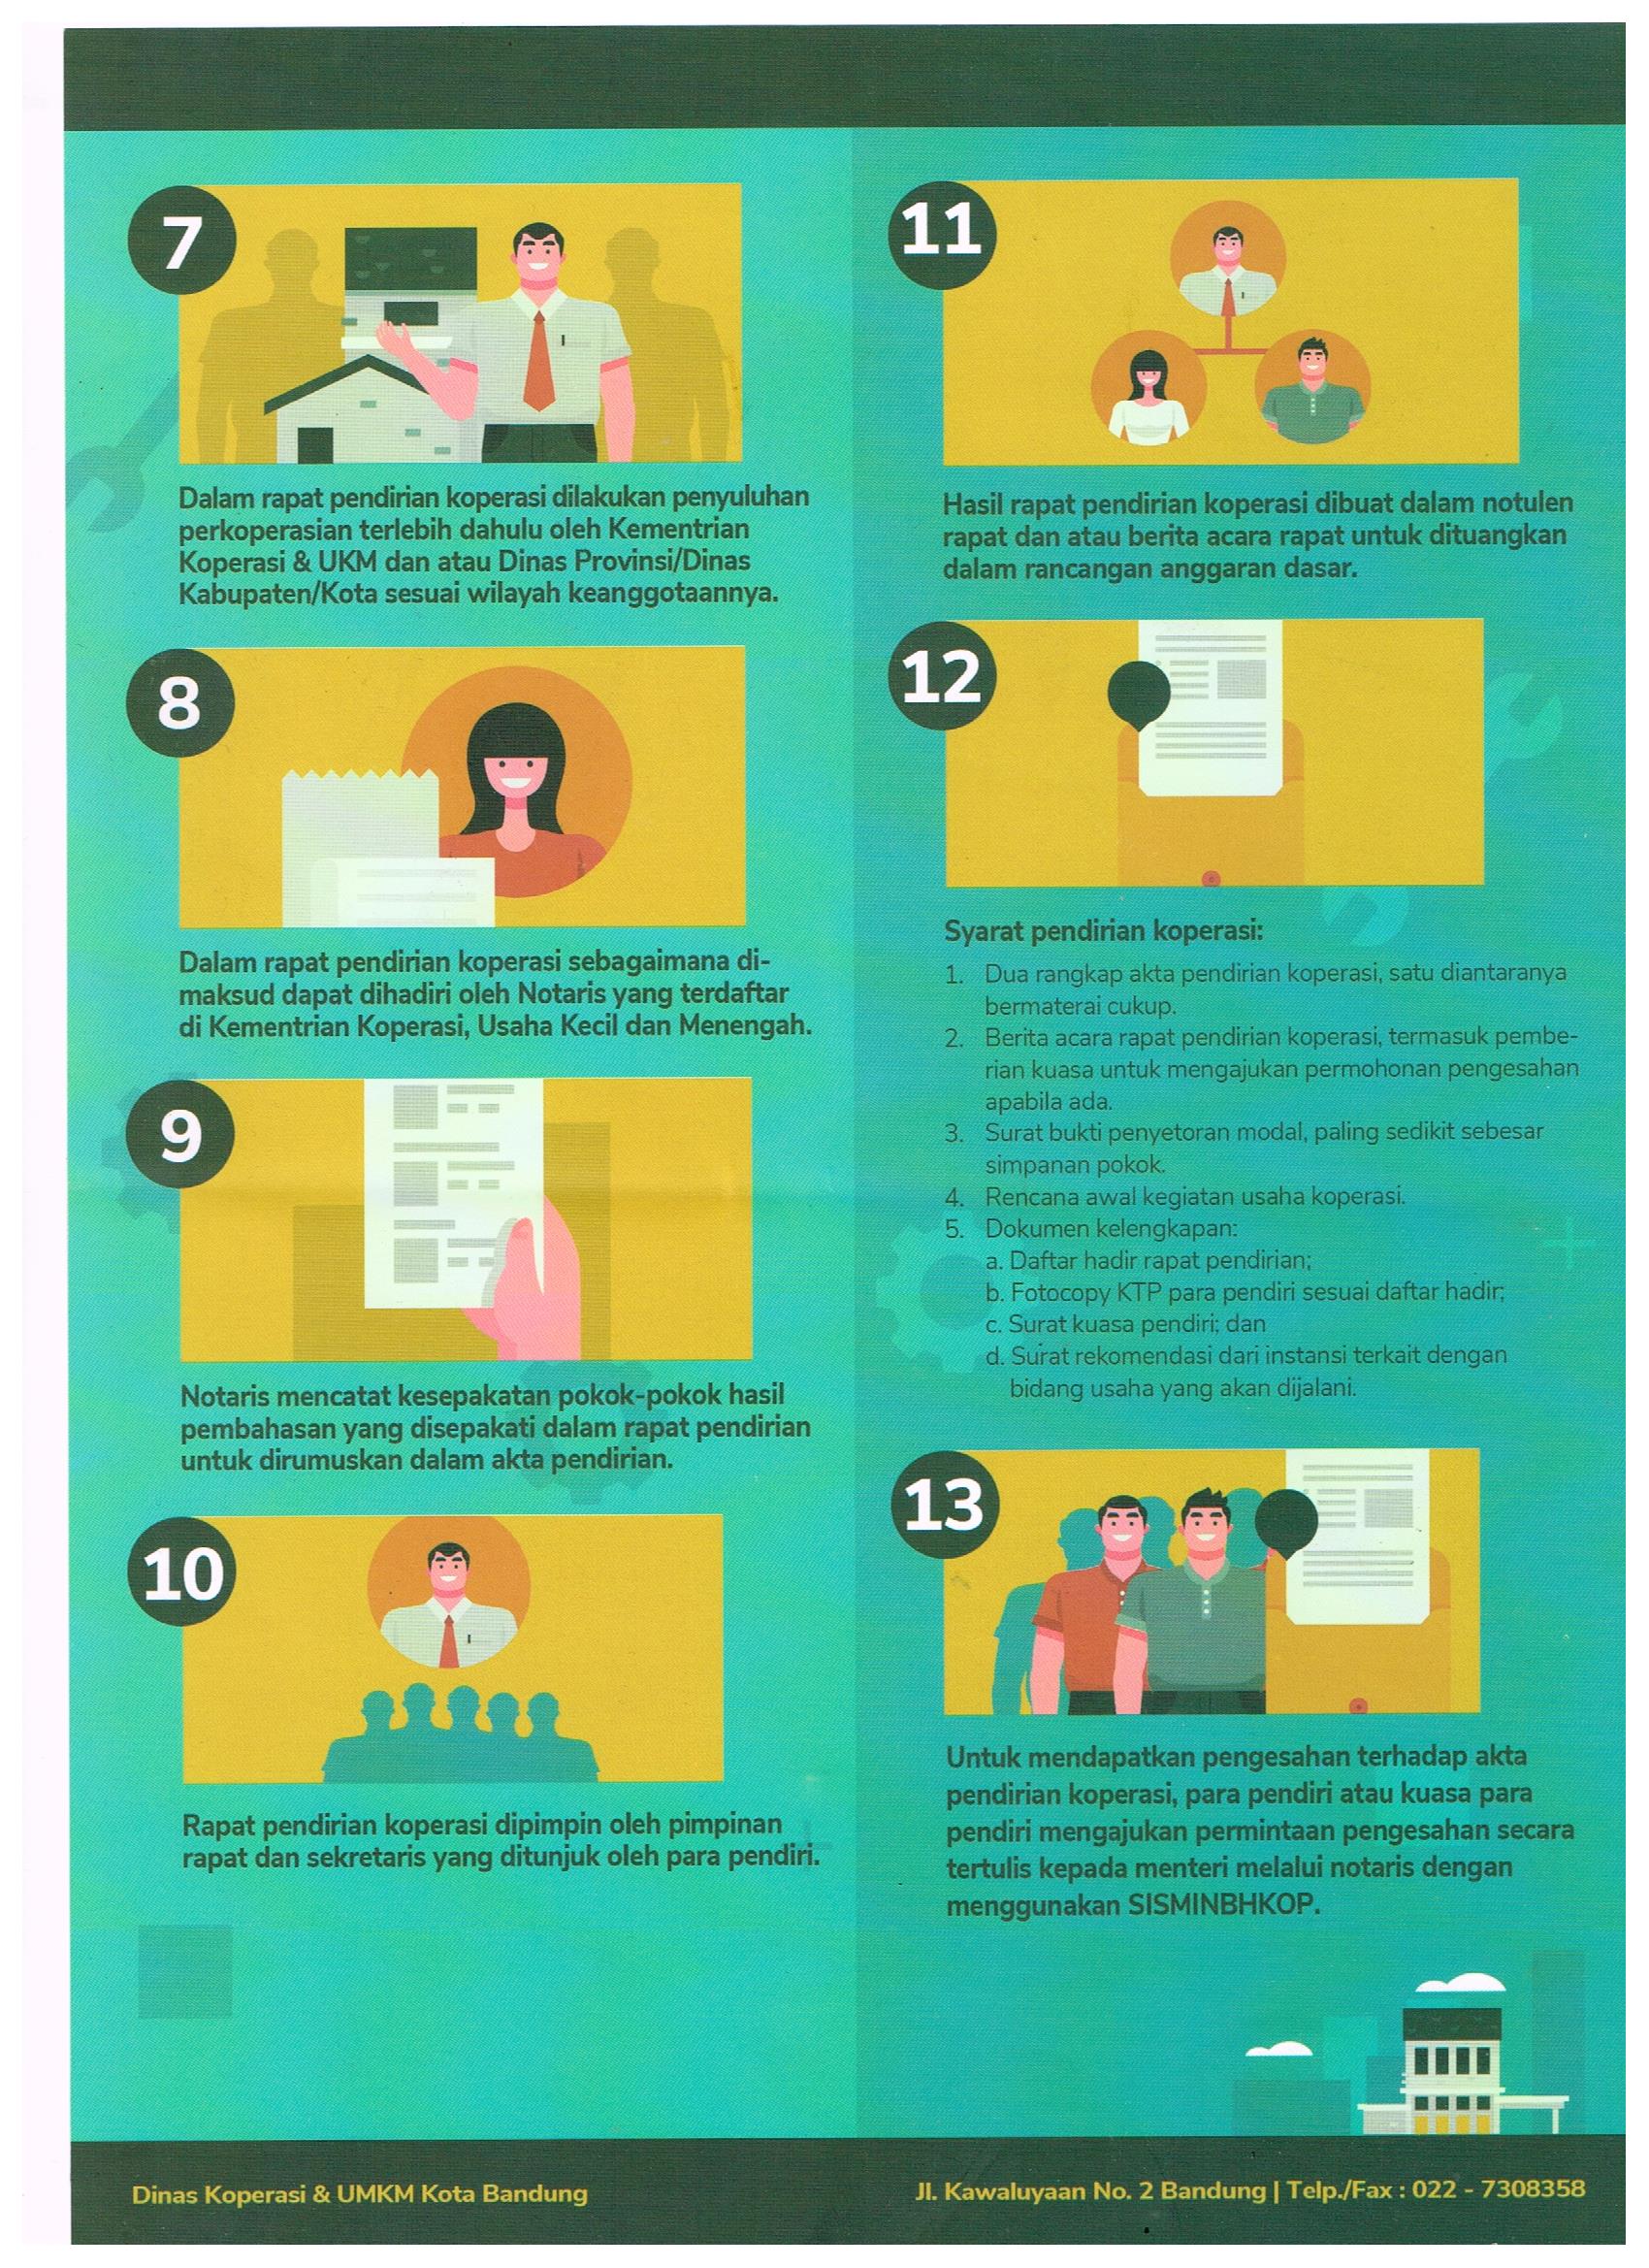 7
Dalam rapat pendirian koperasi dilakukan penyuluhan
perkoperasian terlebih dahulu oleh Kementrian
Koperasi & UKM dan atau Dinas Provinsi/Dinas
Kabupaten/Kota sesuai wilayah keanggotaannya.
8
Dalam rapat pendirian koperasi sebagaimana di-
maksud dapat dihadiri oleh Notaris yang terdaftar
di Kementrian Koperasi, Usaha Kecil dan Menengah.
9
Notaris mencatat kesepakatan pokok-pokok hasil
pembahasan yang disepakati dalam rapat pendirian
untuk dirumuskan dalam akta pendirian.
10
Rapat pendirian koperasi dipimpin oleh pimpinan
rapat dan sekretaris yang ditunjuk oleh para pendiri.
11
Hasil rapat pendirian koperasi dibuat dalam notulen
rapat dan atau berita acara rapat untuk dituangkan
dalam rancangan anggaran dasar.
12
Syarat pendirian koperasi:
1. Dua rangkap akta pendirian koperasi, satu diantaranya
bermaterai cukup.
2. Berita acara rapat pendirian koperasi, termasuk pembe-
rian kuasa untuk mengajukan permohonan pengesahan
apabila ada.
3. Surat bukti penyetoran modal, paling sedikit sebesar
simpanan pokok.
4. Rencana awal kegiatan usaha koperasi.
5. Dokumen kelengkapan:
a. Daftar hadir rapat pendirian;
b. Fotocopy KTP para pendiri sesuai daftar hadir;
c. Surat kuasa pendiri; dan
d. Surat rekomendasi dari instansi terkait dengan
bidang usaha yang akan dijalani.
13
Untuk mendapatkan pengesahan terhadap akta
pendirian koperasi, para pendiri atau kuasa para
pendiri mengajukan permintaan pengesahan secara
tertulis kepada menteri melalui notaris dengan
menggunakan SISMINBHKOP.
Dinas Koperasi & UMKM Kota Bandung
Jl. Kawaluyaan No. 2 Bandung | Telp./Fax : 022 - 7308358